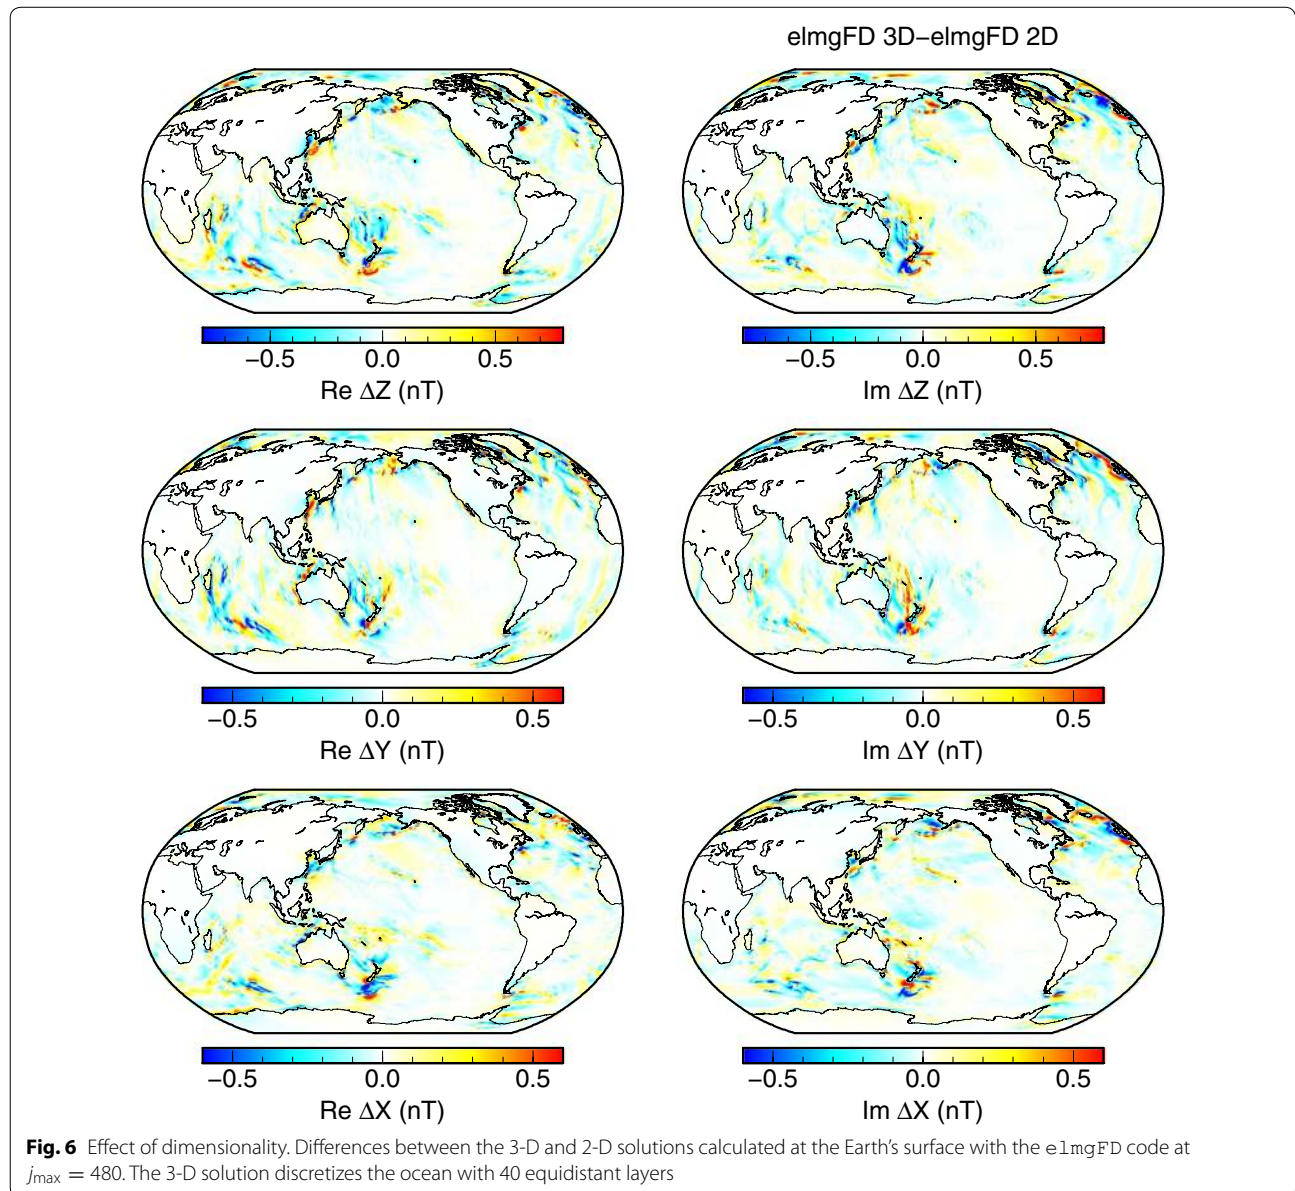 elmgFD 3D−elmgFD 2D
−0.5 0.0 0.5
Re ΔZ (nT)
−0.5 0.0 0.5
Im ΔZ (nT)
−0.5 0.0 0.5
Re ΔY (nT)
−0.5 0.0 0.5
Im ΔY (nT)
−0.5 0.0 0.5
Re ΔX (nT)
−0.5 0.0 0.5
Im ΔX (nT)
Fig. 6 Effect of dimensionality. Differences between the 3-D and 2-D solutions calculated at the Earth's surface with the elmgFD code at
jmax = 480. The 3-D solution discretizes the ocean with 40 equidistant layers